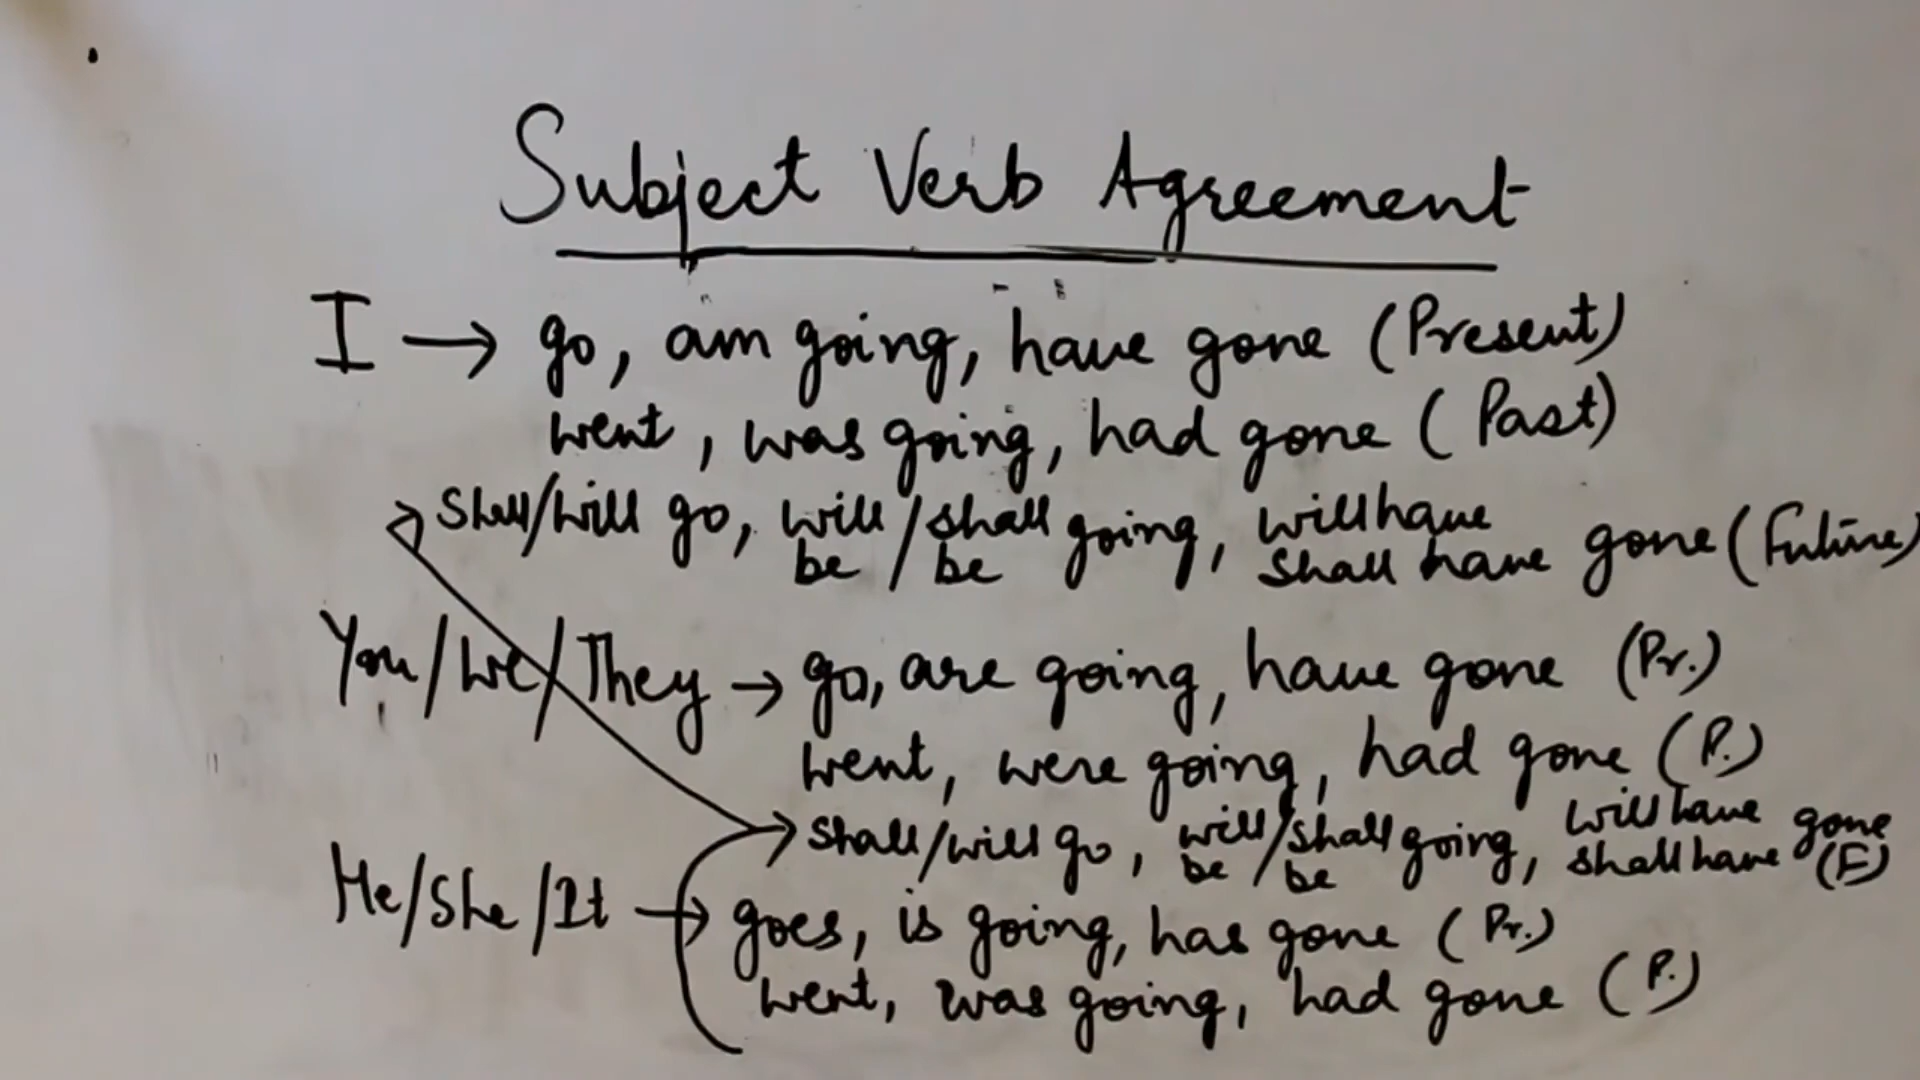 Subject Verb Agreement
I → go, am going, have gone (Present)
went, was going, had gone (Past)
Shall/will go, will be / shall be going, will have shall have gone (Future)
You/We/They → go, are going, have gone (Pr.)
went, were going, had gone (P.)
shall/will go, will be / shall be going, will have shall have gone (F)
He/She/It → goes, is going, has gone (Pr.)
went, was going, had gone (P.)